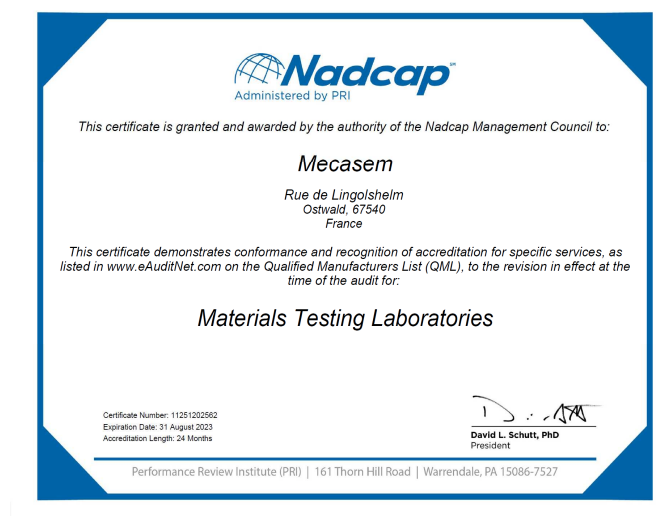 Nadcap℠
Administered by PRI
This certificate is granted and awarded by the authority of the Nadcap Management Council to:
Mecasem
Rue de Lingolshelm
Ostwald, 67540
France
This certificate demonstrates conformance and recognition of accreditation for specific services, as
listed in www.eAuditNet.com on the Qualified Manufacturers List (QML), to the revision in effect at the
time of the audit for:
Materials Testing Laboratories
Certificate Number: 11251202562
Expiration Date: 31 August 2023
Accreditation Length: 24 Months
David L. Schutt, PhD
President
Performance Review Institute (PRI) | 161 Thorn Hill Road | Warrendale, PA 15086-7527